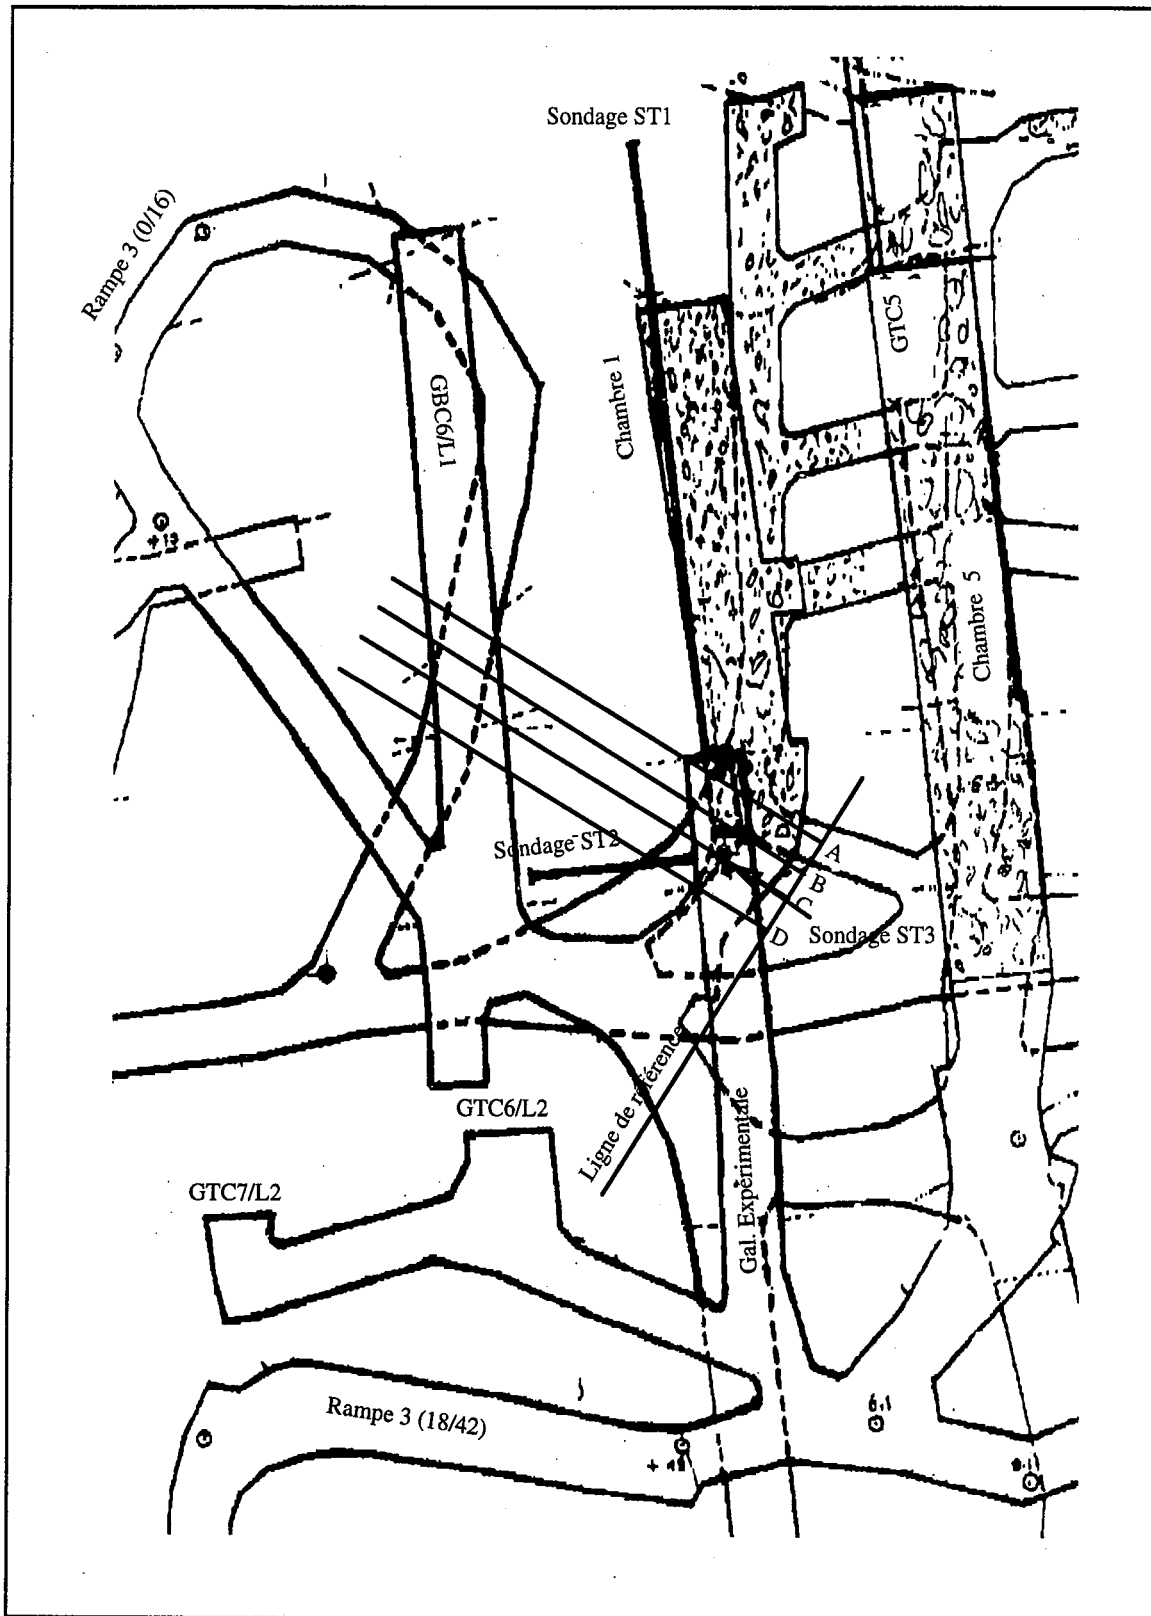 Sondage ST1
Rampe 3 (0/16)
GTC5
GBC6/L1
Chambre 1
+13
Chambre 5
Sondage ST2
A
B
C
D
Sondage ST3
Ligne de référence
GTC6/L2
Gal. Expérimentale
GTC7/L2
Rampe 3 (18/42)
6.1